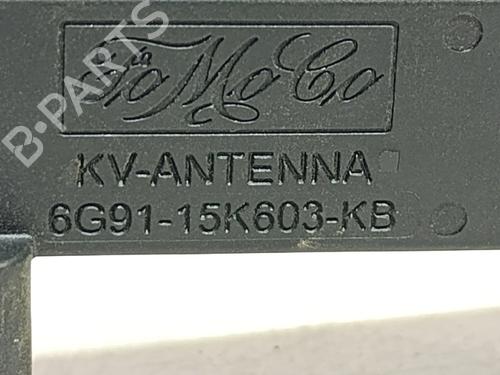 FoMoCo
KV-ANTENNA
6G91-15K603-KB
B-PARTS